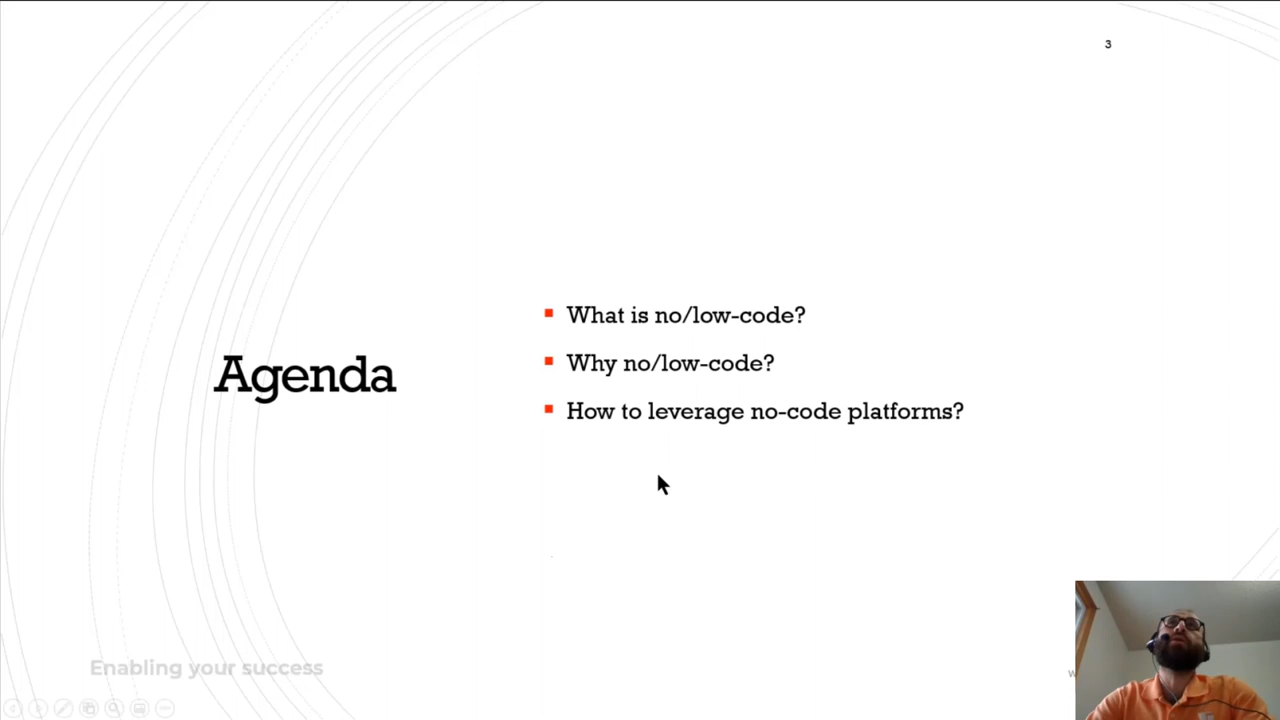 3
Agenda
What is no/low-code?
Why no/low-code?
How to leverage no-code platforms?
Enabling your success